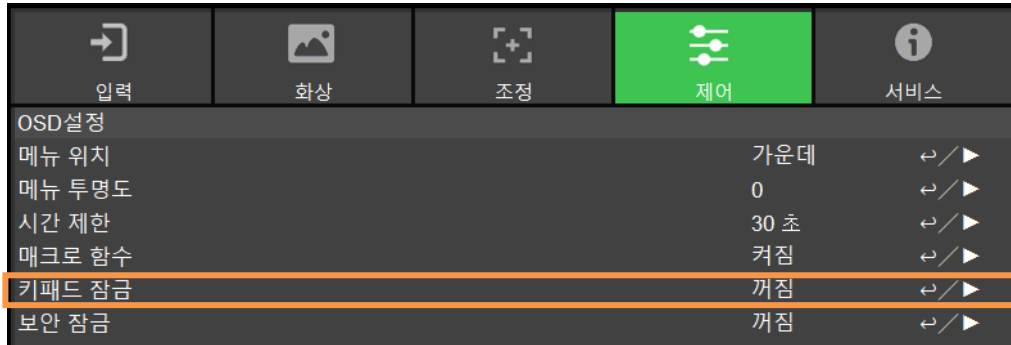 입력 화상 조정 제어 서비스
OSD설정
메뉴 위치 가운데 ↩/▶
메뉴 투명도 0 ↩/▶
시간 제한 30 초 ↩/▶
매크로 함수 켜짐 ↩/▶
키패드 잠금 꺼짐 ↩/▶
보안 잠금 꺼짐 ↩/▶